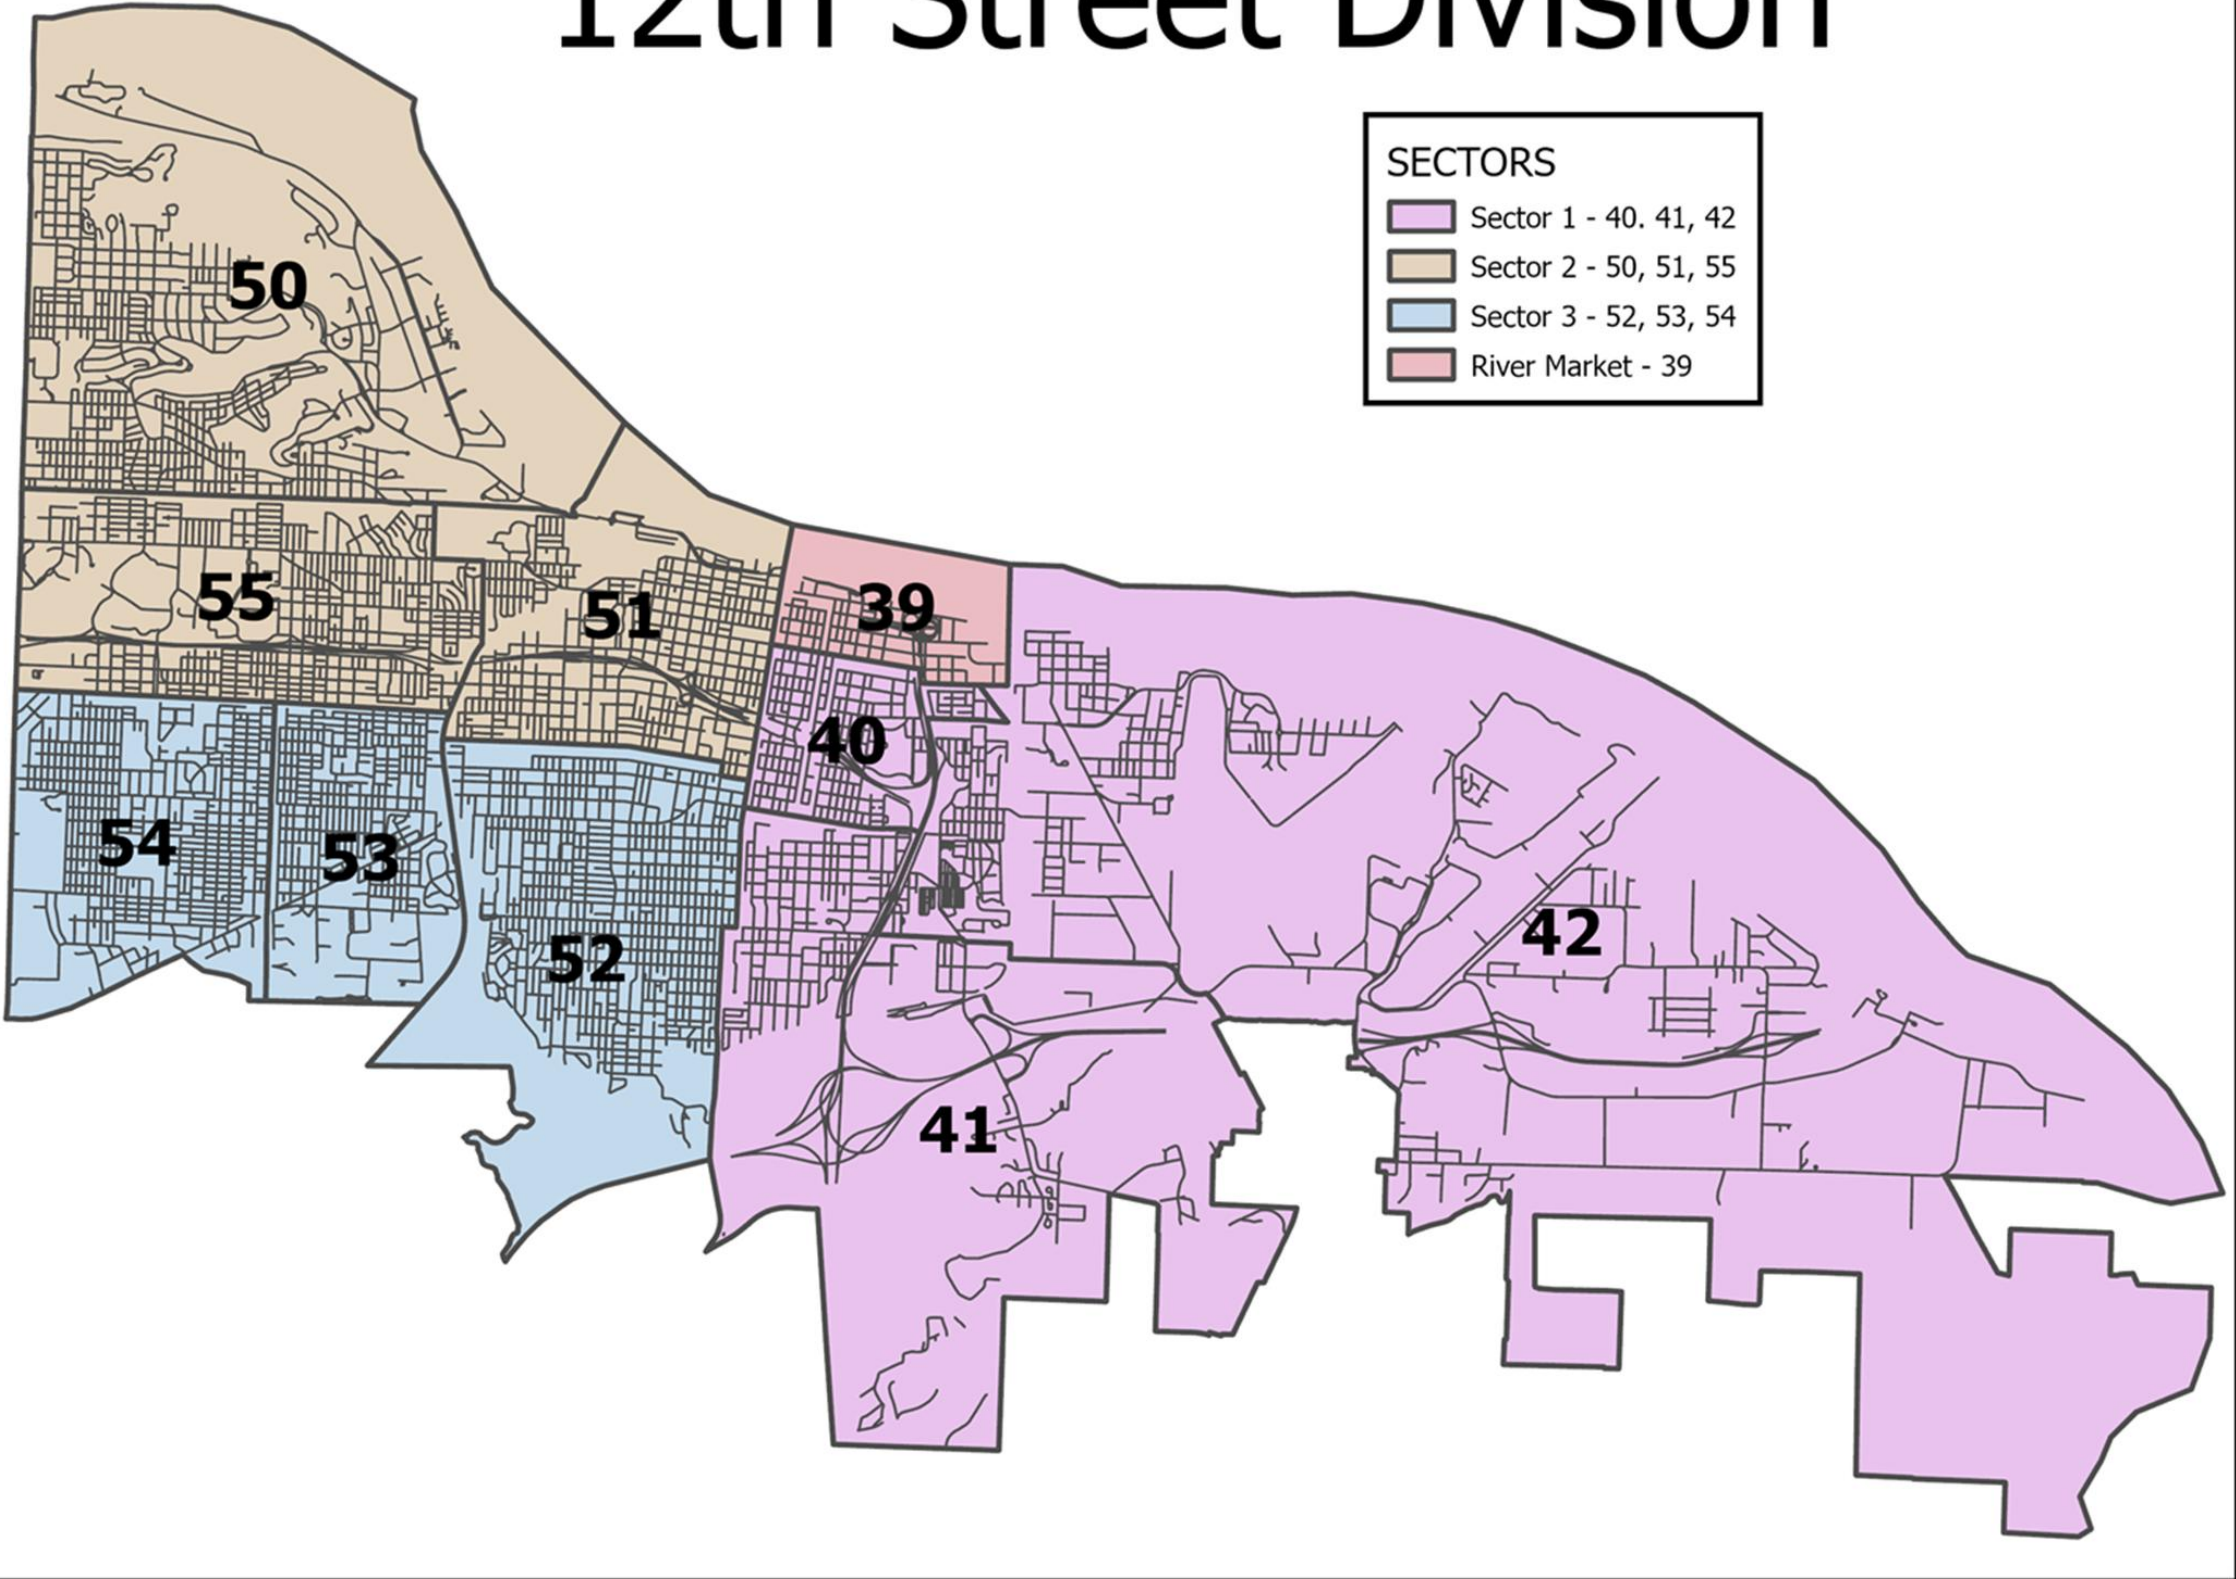 12th Street Division
SECTORS
Sector 1 - 40. 41, 42
Sector 2 - 50, 51, 55
Sector 3 - 52, 53, 54
River Market - 39
50
55
51
39
40
54
53
52
42
41